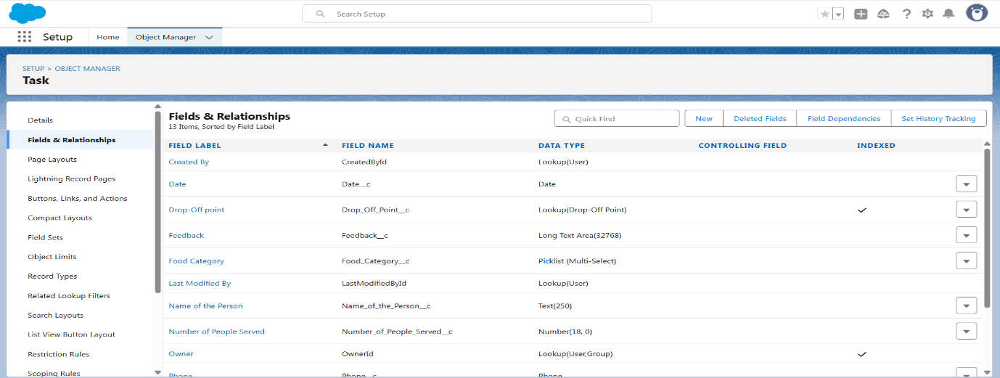 Search Setup
Setup
Home
Object Manager
SETUP > OBJECT MANAGER
Task
Details
Fields & Relationships
Page Layouts
Lightning Record Pages
Buttons, Links, and Actions
Compact Layouts
Field Sets
Object Limits
Record Types
Related Lookup Filters
Search Layouts
List View Button Layout
Restriction Rules
Scoping Rules
Fields & Relationships
13 Items, Sorted by Field Label
Quick Find
New
Deleted Fields
Field Dependencies
Set History Tracking
FIELD LABEL FIELD NAME DATA TYPE CONTROLLING FIELD INDEXED
Created By CreatedById Lookup(User)
Date Date__c Date
Drop-Off point Drop_Off_Point__c Lookup(Drop-Off Point)
Feedback Feedback__c Long Text Area(32768)
Food Category Food_Category__c Picklist (Multi-Select)
Last Modified By LastModifiedById Lookup(User)
Name of the Person Name_of_the_Person__c Text(250)
Number of People Served Number_of_People_Served__c Number(18, 0)
Owner OwnerId Lookup(User,Group)
Phone Phone__c Phone